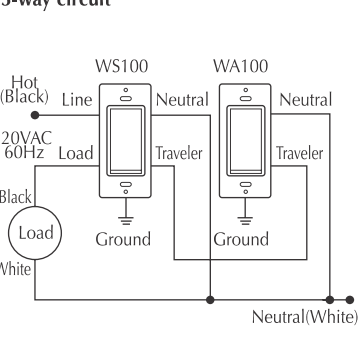 3-way circuit
WS100 WA100
Hot
(Black) Line Neutral Neutral
20VAC
60Hz Load Traveler Traveler
Black
Load Ground Ground
White
Neutral(White)